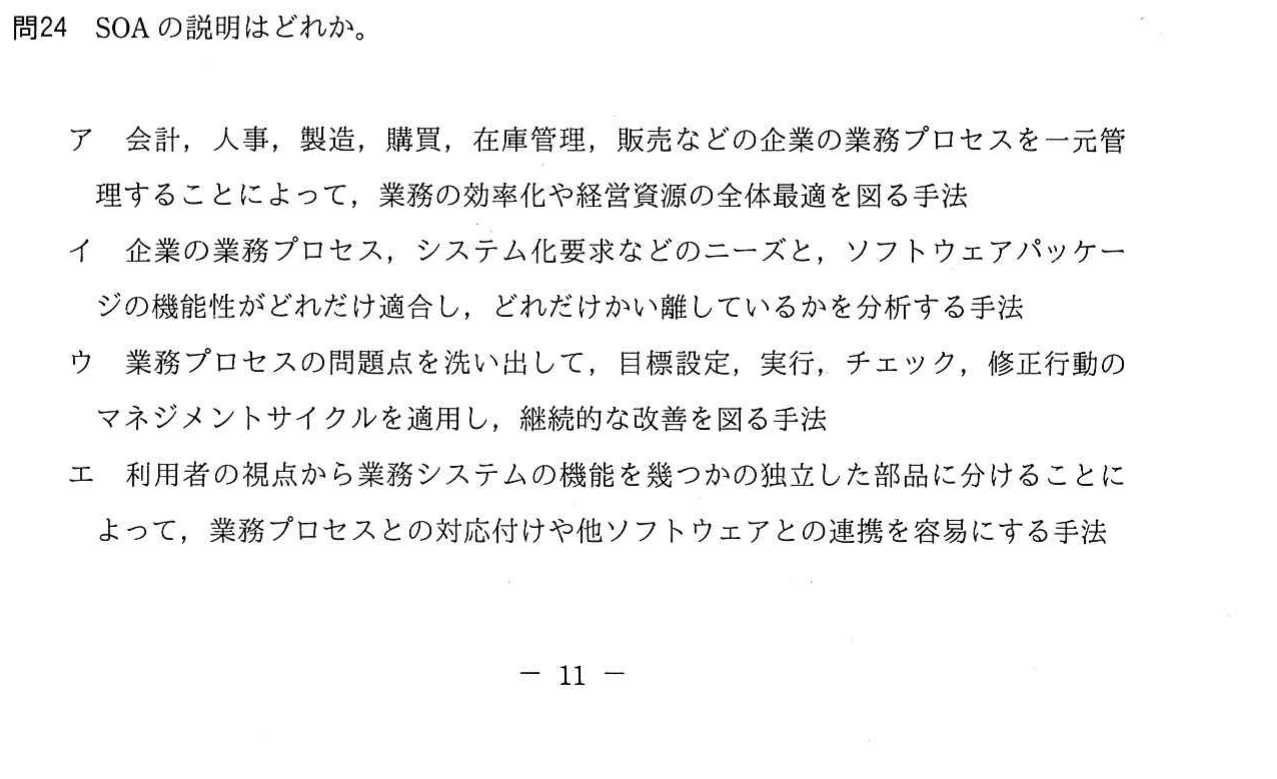 問24 SOA の説明はどれか。
ア 会計，人事，製造，購買，在庫管理，販売などの企業の業務プロセスを一元管
理することによって，業務の効率化や経営資源の全体最適を図る手法
イ 企業の業務プロセス，システム化要求などのニーズと，ソフトウェアパッケー
ジの機能性がどれだけ適合し，どれだけかい離しているかを分析する手法
ウ 業務プロセスの問題点を洗い出して，目標設定，実行，チェック，修正行動の
マネジメントサイクルを適用し，継続的な改善を図る手法
エ 利用者の視点から業務システムの機能を幾つかの独立した部品に分けることに
よって，業務プロセスとの対応付けや他ソフトウェアとの連携を容易にする手法
－ 11 －